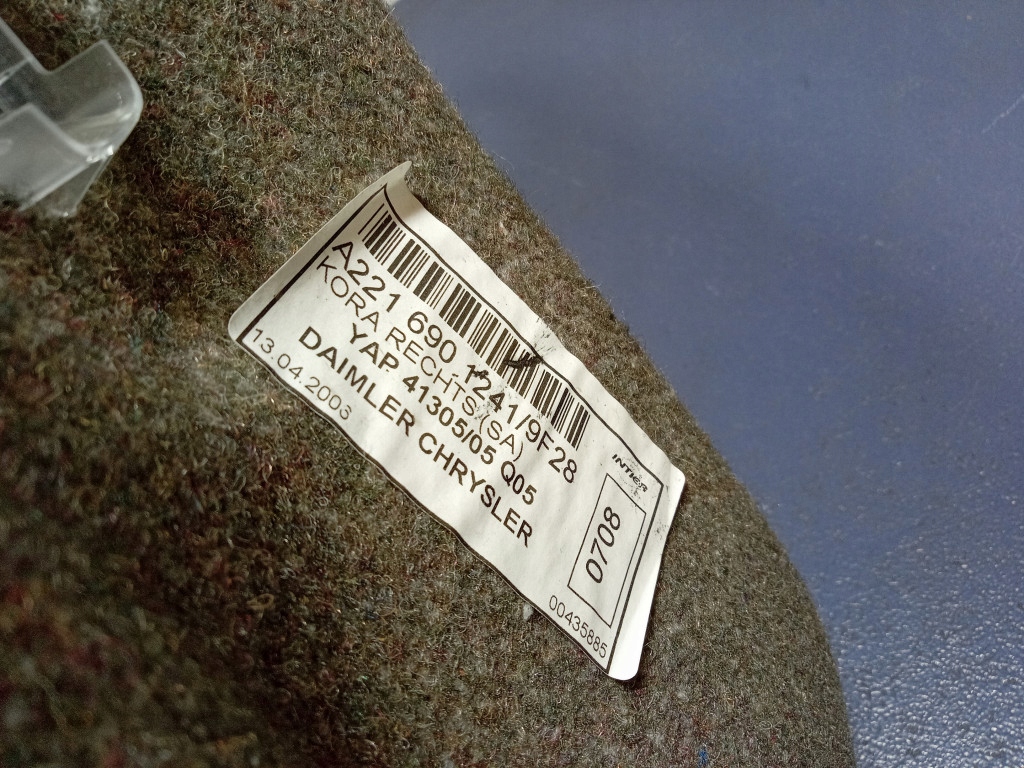 A221 690 1241/9F28
KORA RECHTS (SA)
YAP 41305/05 Q05
DAIMLER CHRYSLER
13.04.2006
INTIER
0708
00435885